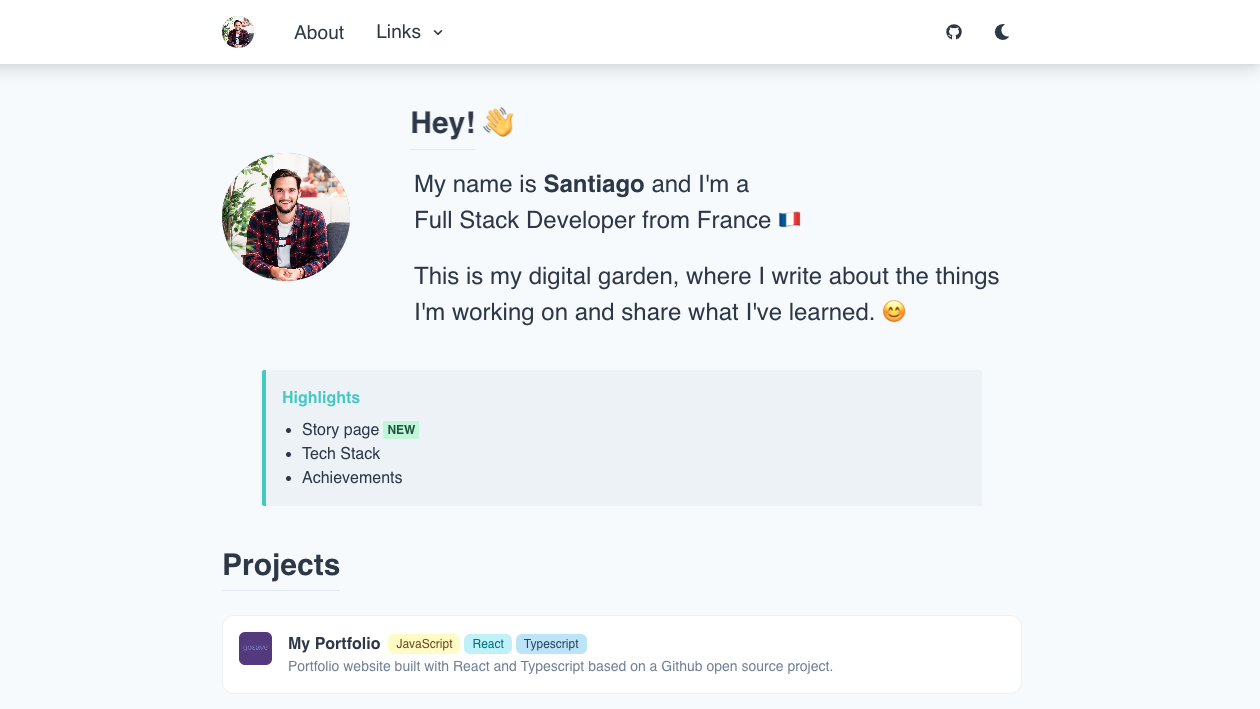 About
Links
Hey! 👋
My name is Santiago and I'm a
Full Stack Developer from France 🇫🇷
This is my digital garden, where I write about the things
I'm working on and share what I've learned. 😊
Highlights
Story page NEW
Tech Stack
Achievements
Projects
My Portfolio JavaScript React Typescript
Portfolio website built with React and Typescript based on a Github open source project.